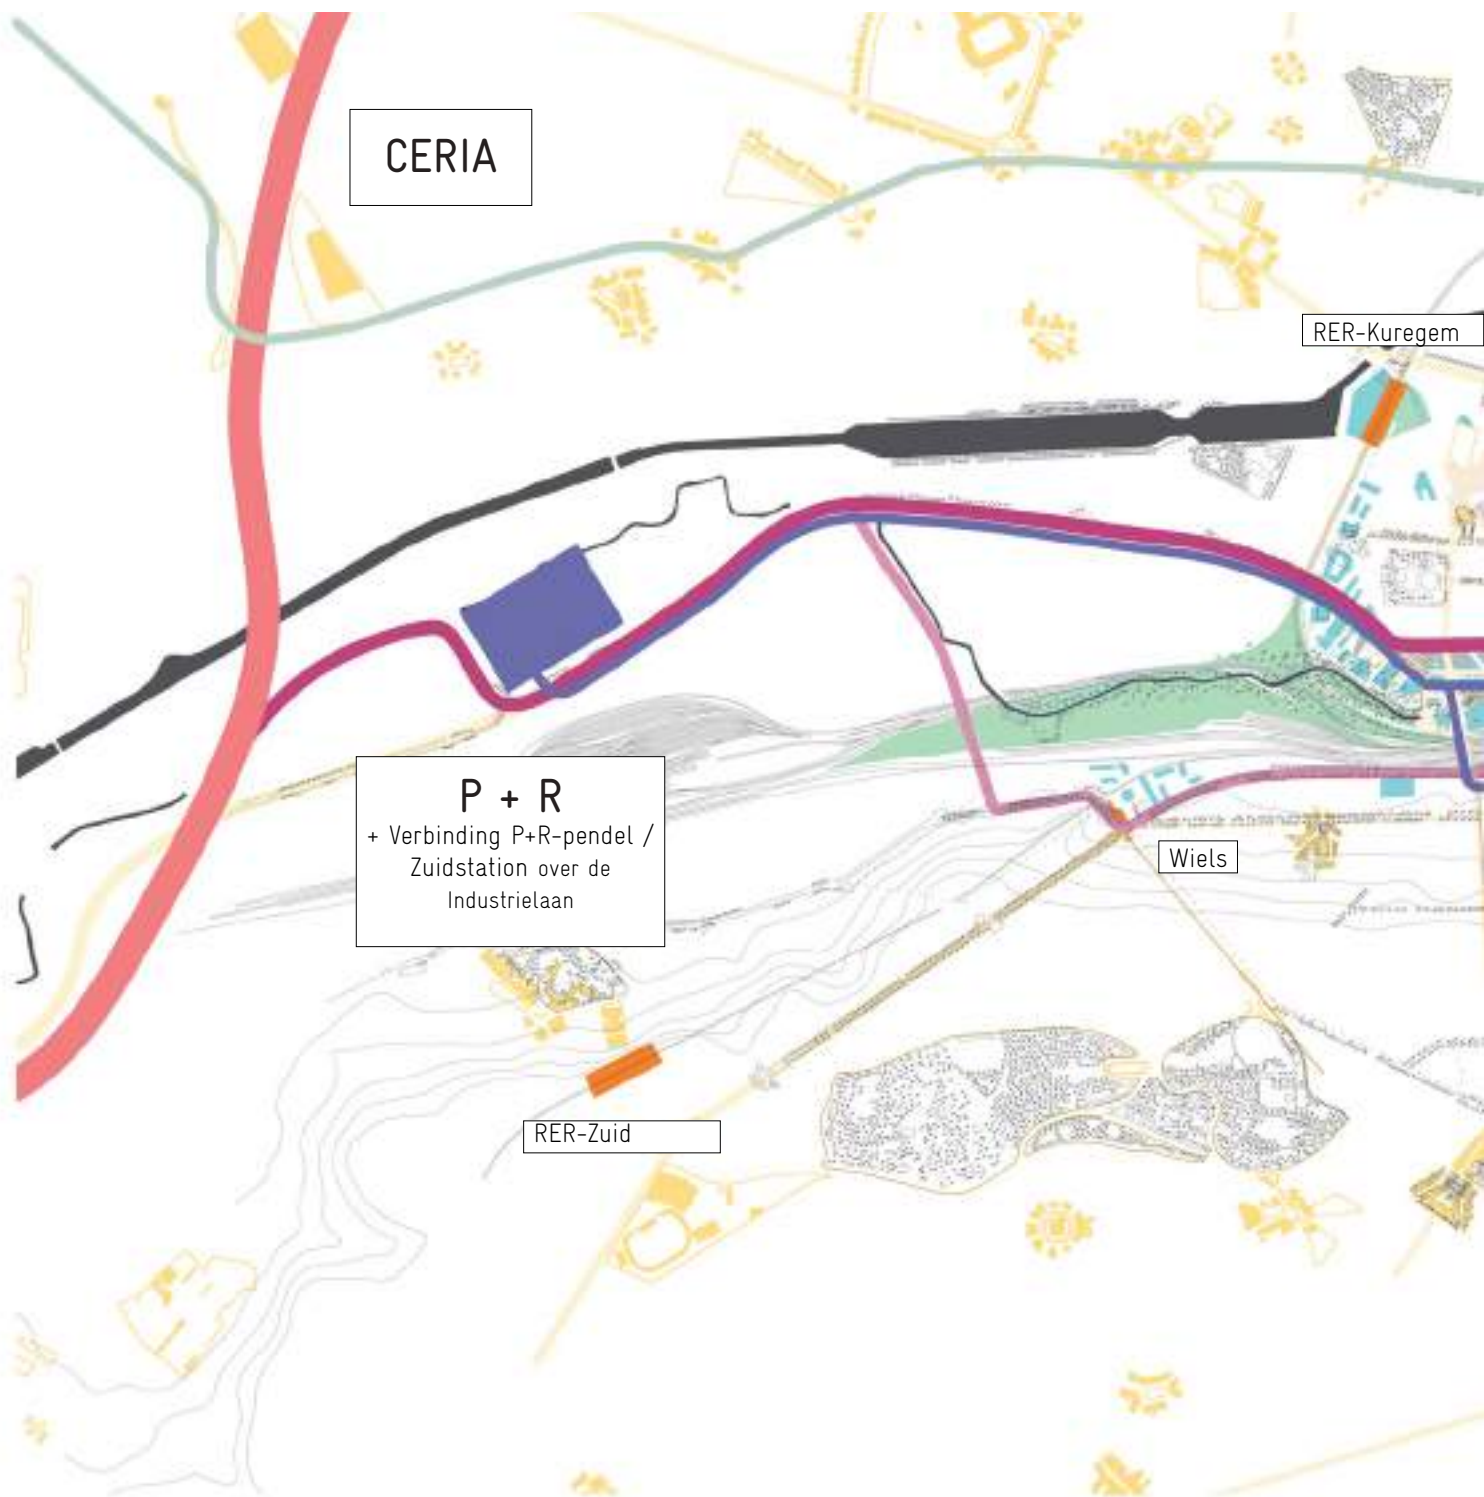 CERIA
RER-Kuregem
P + R
+ Verbinding P+R-pendel /
Zuidstation over de
Industrielaan
Wiels
RER-Zuid